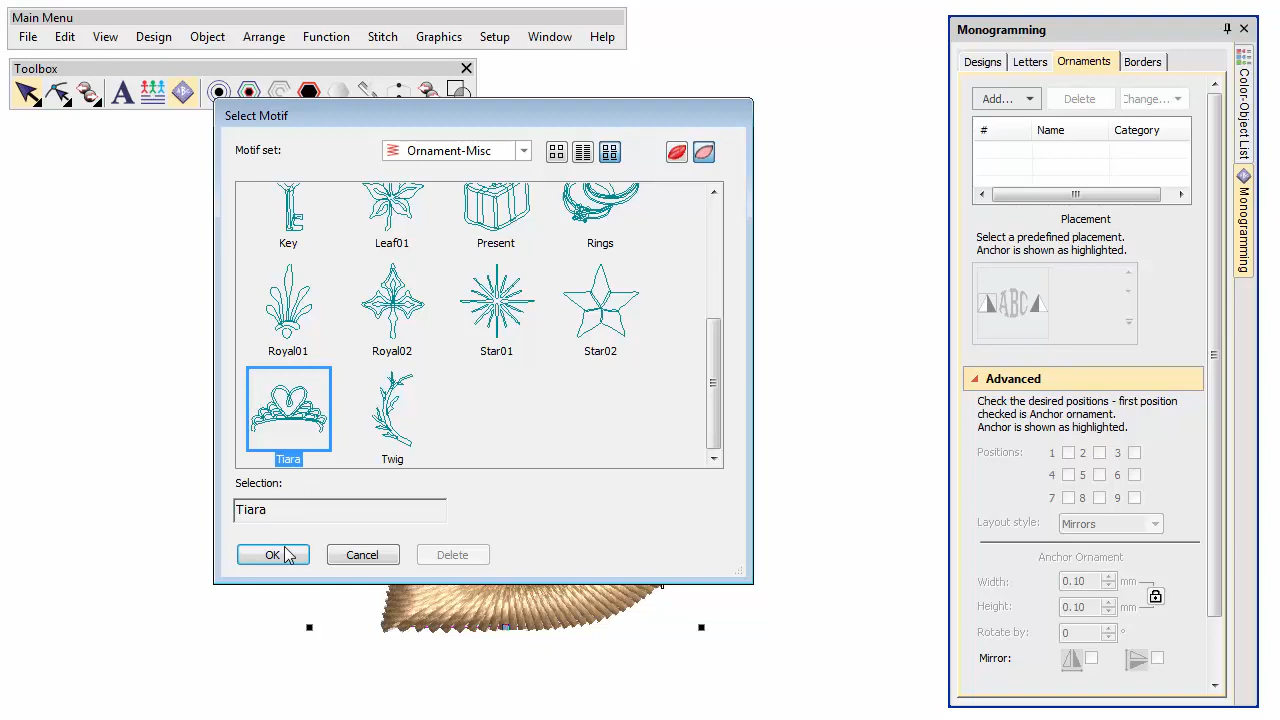 Main Menu
File Edit View Design Object Arrange Function Stitch Graphics Setup Window Help
Toolbox
Select Motif
Motif set: Ornament-Misc
Key Leaf01 Present Rings
Royal01 Royal02 Star01 Star02
Tiara Twig
Selection:
Tiara
OK Cancel Delete
Monogramming
Designs Letters Ornaments Borders
Add... Delete Change...
# Name Category
Placement
Select a predefined placement.
Anchor is shown as highlighted.
ABC
Advanced
Check the desired positions - first position
checked is Anchor ornament.
Anchor is shown as highlighted.
Positions: 1 2 3
4 5 6
7 8 9
Layout style: Mirrors
Anchor Ornament
Width: 0.10 mm
Height: 0.10 mm
Rotate by: 0 °
Mirror:
Color-Object List
Monogramming